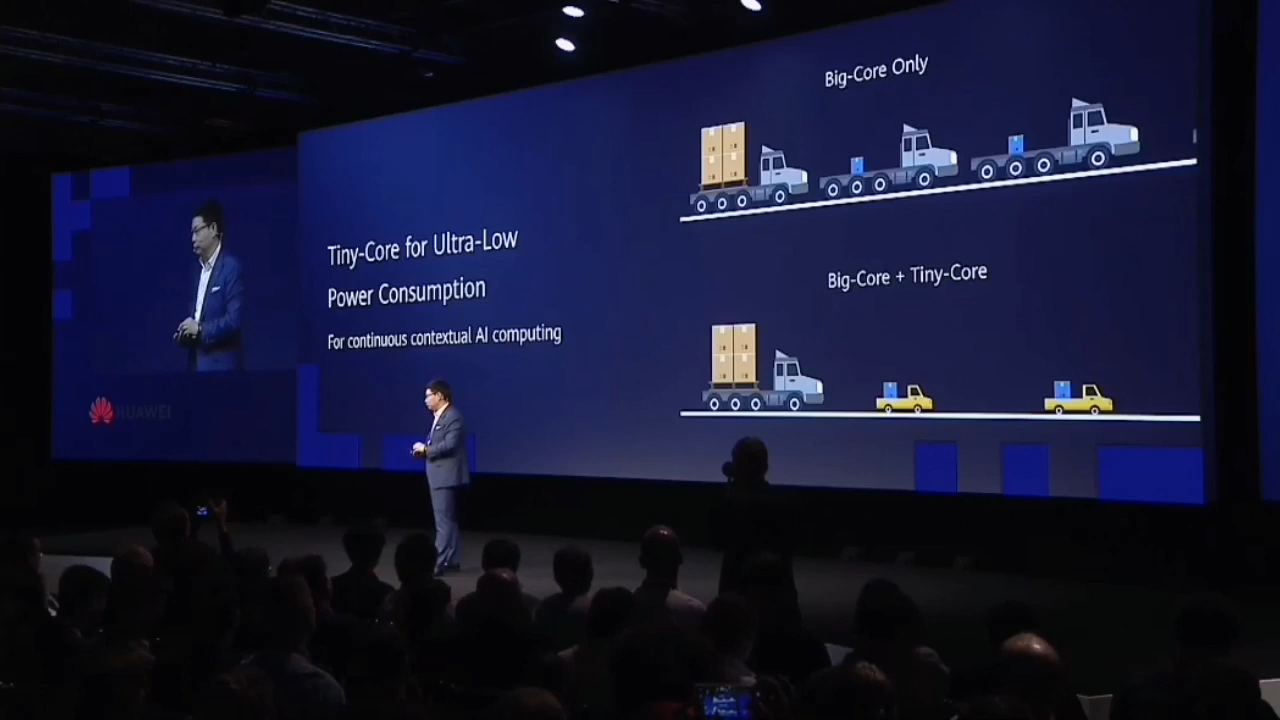 Big-Core Only
Tiny-Core for Ultra-Low
Power Consumption
For continuous contextual AI computing
Big-Core + Tiny-Core
HUAWEI